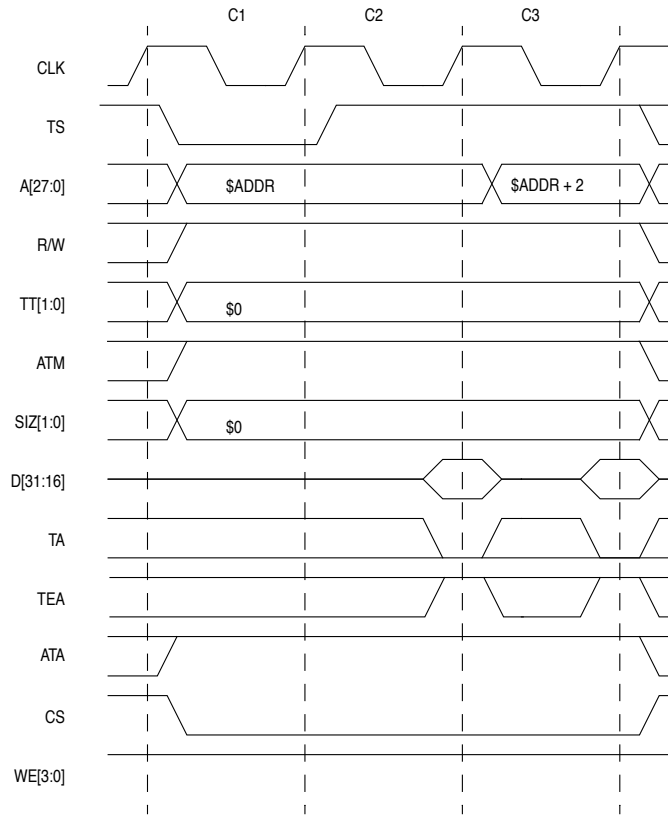 C1 C2 C3
CLK
TS
A[27:0] $ADDR $ADDR + 2
R/W
TT[1:0] $0
ATM
SIZ[1:0] $0
D[31:16]
TA
TEA
ATA
CS
WE[3:0]